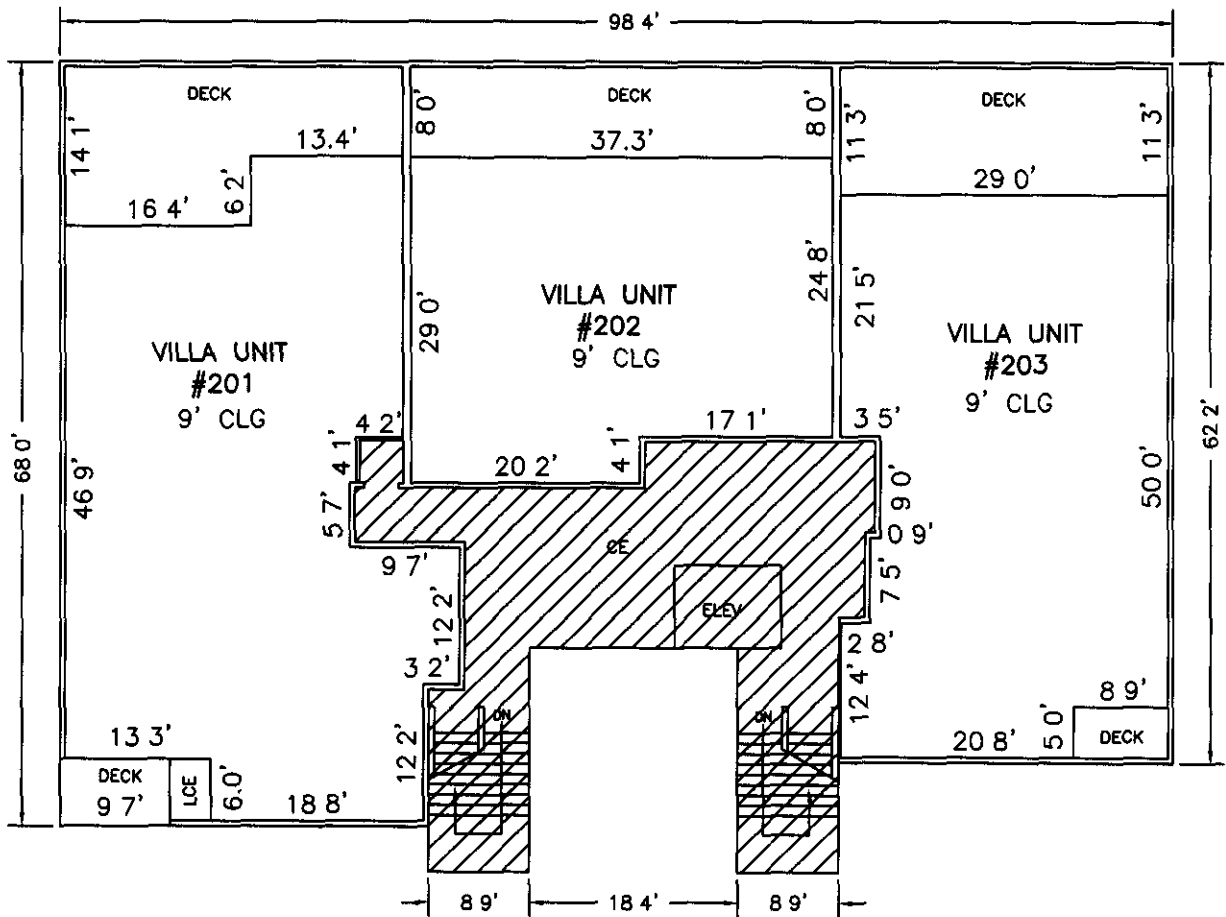 98 4'
DECK
DECK
DECK
14 1'
13.4'
8 0'
37.3'
8 0'
11 3'
11 3'
16 4'
6 2'
29 0'
68 0'
46 9'
VILLA UNIT
#201
9' CLG
29 0'
VILLA UNIT
#202
9' CLG
24 8'
21 5'
VILLA UNIT
#203
9' CLG
50 0'
62 2'
4 2'
4 1'
5 7'
9 7'
20 2'
4 1'
17 1'
3 5'
9 0'
0 9'
7 5'
CE
ELEV
12 2'
3 2'
2 8'
12 4'
12 2'
DN
DN
8 9'
5 0'
DECK
20 8'
13 3'
DECK
9 7'
LCE
6.0'
18 8'
8 9'
18 4'
8 9'